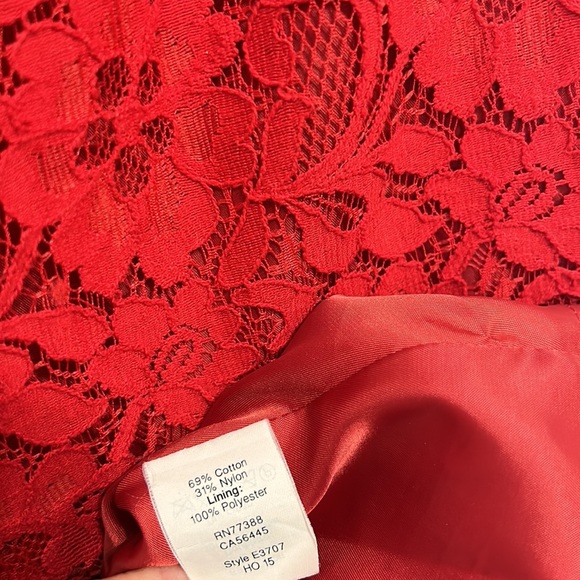 69% Cotton
31% Nylon
Lining:
100% Polyester
RN77388
CA56445
Style E3707
HO 15